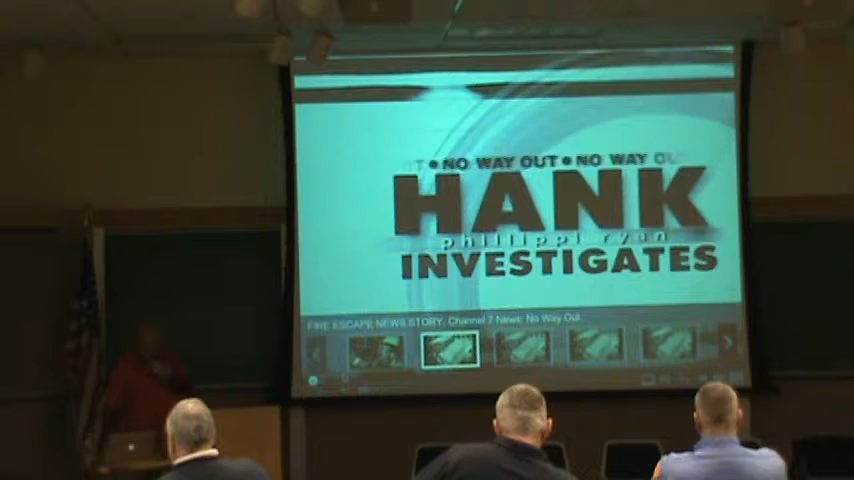 T • NO WAY OUT • NO WAY OU
HANK
phillippi ryan
INVESTIGATES
FIRE ESCAPE NEWS STORY, Channel 7 News: No Way Out